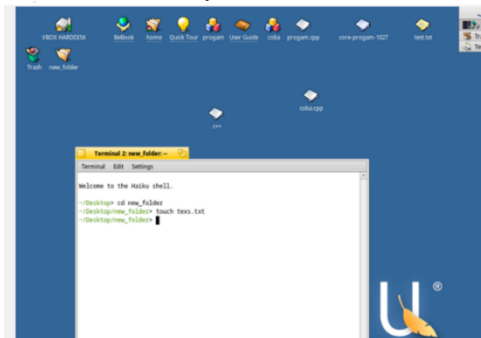 VBOX HARDDISK BeBook home Quick Tour progam User Guide coba progam.cpp core-progam-1027 test.txt
Trash new_folder
coba.cpp
c++
Terminal 2: new_folder: --
Terminal Edit Settings
Welcome to the Haiku shell.
~/Desktop> cd new_folder
~/Desktop/new_folder> touch texs.txt
~/Desktop/new_folder>
U®